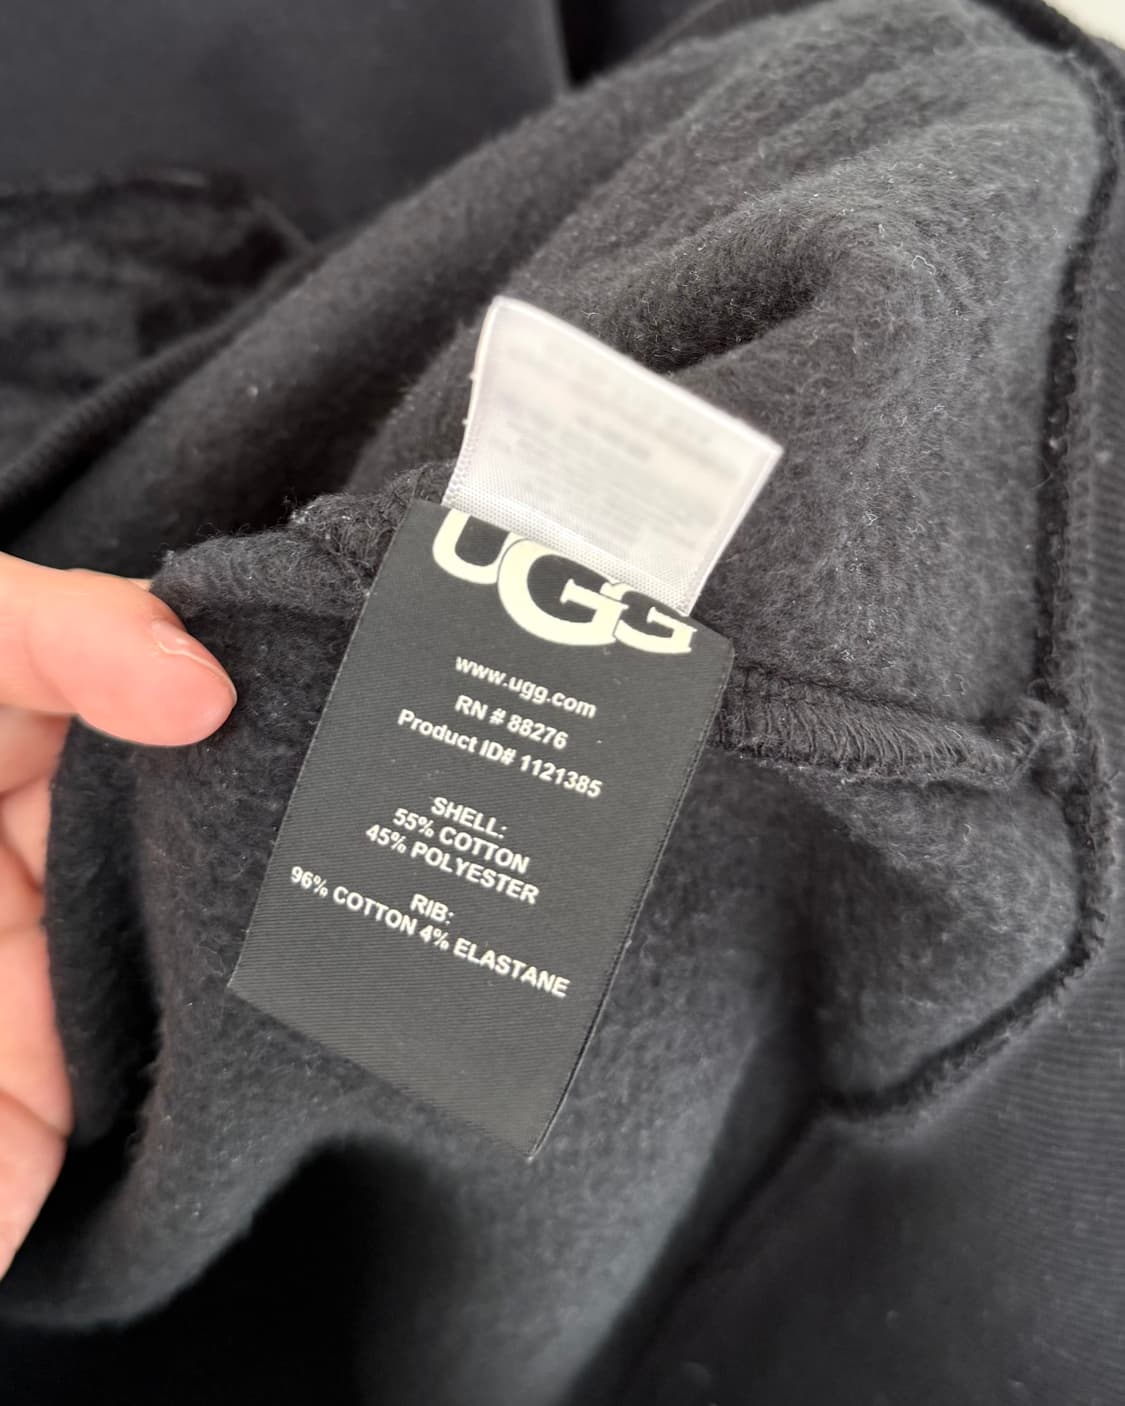 UGG
www.ugg.com
RN # 88276
Product ID# 1121385
SHELL:
55% COTTON
45% POLYESTER
RIB:
96% COTTON 4% ELASTANE